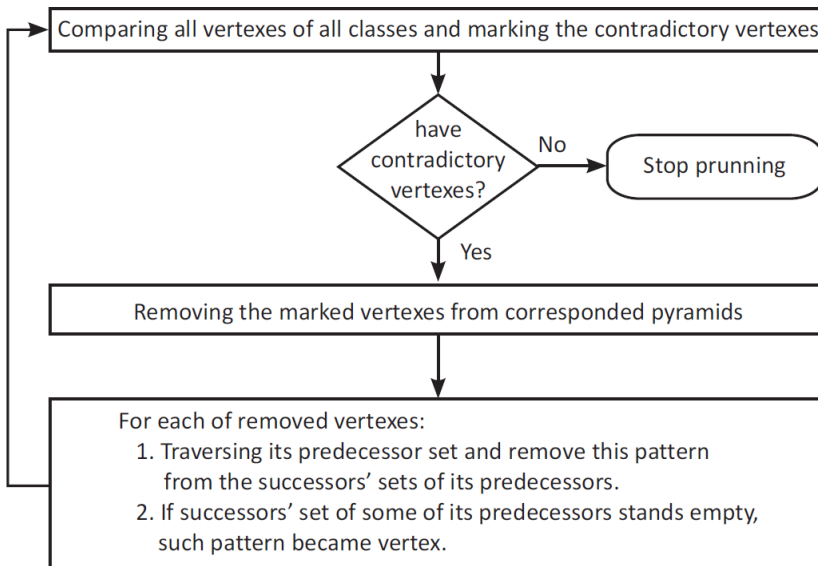 Comparing all vertexes of all classes and marking the contradictory vertexes
have
contradictory
vertexes?
No
Stop prunning
Yes
Removing the marked vertexes from corresponded pyramids
For each of removed vertexes:
1. Traversing its predecessor set and remove this pattern
from the successors’ sets of its predecessors.
2. If successors’ set of some of its predecessors stands empty,
such pattern became vertex.